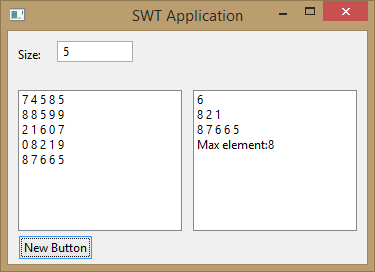 SWT Application
Size:
5
7 4 5 8 5
8 8 5 9 9
2 1 6 0 7
0 8 2 1 9
8 7 6 6 5
6
8 2 1
8 7 6 6 5
Max element:8
New Button